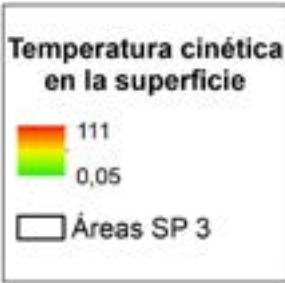 Temperatura cinética
en la superficie
111
0,05
Áreas SP 3